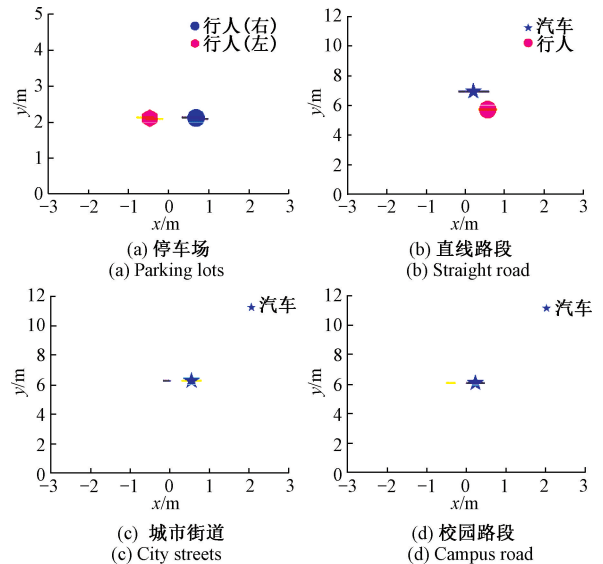 行人(右)
行人(左)
5
4
3
2
1
0
y/m
−3 −2 −1 0 1 2 3
x/m
(a) 停车场
(a) Parking lots
汽车
行人
12
10
8
6
4
2
0
y/m
−3 −2 −1 0 1 2 3
x/m
(b) 直线路段
(b) Straight road
汽车
12
10
8
6
4
2
0
y/m
−3 −2 −1 0 1 2 3
x/m
(c) 城市街道
(c) City streets
汽车
12
10
8
6
4
2
0
y/m
−3 −2 −1 0 1 2 3
x/m
(d) 校园路段
(d) Campus road